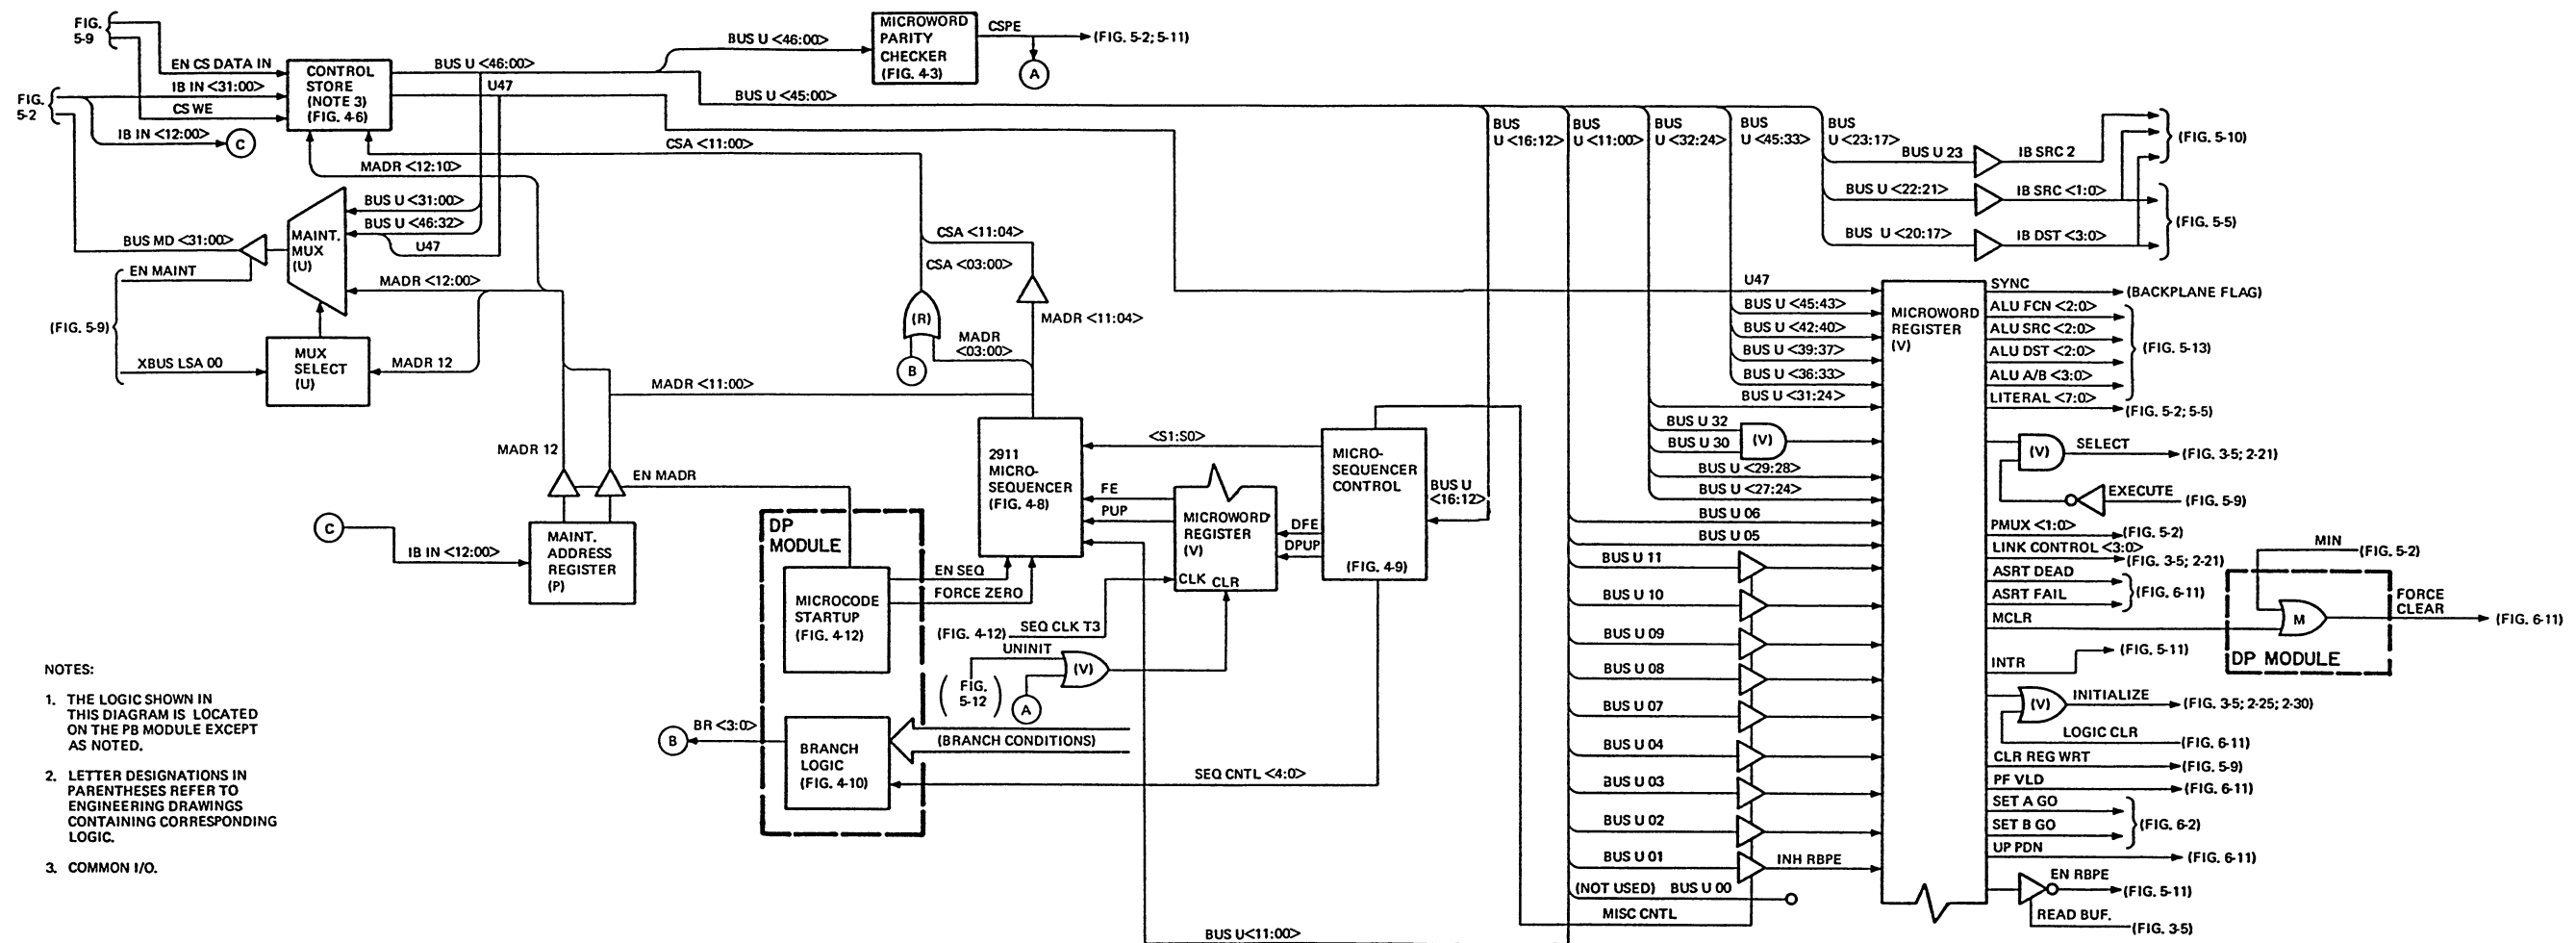 FIG.
5-9
EN CS DATA IN
FIG.
5-2
IB IN <31:00>
CS WE
IB IN <12:00>
C
CONTROL
STORE
(NOTE 3)
(FIG. 4-6)
BUS U <46:00>
U47
BUS U <46:00>
MICROWORD
PARITY
CHECKER
(FIG. 4-3)
CSPE
(FIG. 5-2; 5-11)
A
BUS U <45:00>
CSA <11:00>
MADR <12:10>
BUS U <31:00>
BUS U <46:32>
U47
MAINT.
MUX
(U)
BUS MD <31:00>
EN MAINT
(FIG. 5-9)
MADR <12:00>
XBUS LSA 00
MUX
SELECT
(U)
MADR 12
CSA <11:04>
CSA <03:00>
(R)
B
MADR
<03:00>
MADR <11:04>
MADR <11:00>
MADR 12
EN MADR
C
IB IN <12:00>
MAINT.
ADDRESS
REGISTER
(P)
DP
MODULE
MICROCODE
STARTUP
(FIG. 4-12)
EN SEQ
FORCE ZERO
2911
MICRO-
SEQUENCER
(FIG. 4-8)
<S1:S0>
FE
PUP
MICROWORD
REGISTER
(V)
CLK
CLR
DFE
DPUP
MICRO-
SEQUENCER
CONTROL
(FIG. 4-9)
BUS U
<16:12>
(FIG. 4-12)
SEQ CLK T3
UNINIT
(V)
(FIG.
5-12)
A
B
BR <3:0>
BRANCH
LOGIC
(FIG. 4-10)
(BRANCH CONDITIONS)
SEQ CNTL <4:0>
BUS U<11:00>
NOTES:
1. THE LOGIC SHOWN IN
THIS DIAGRAM IS LOCATED
ON THE PB MODULE EXCEPT
AS NOTED.
2. LETTER DESIGNATIONS IN
PARENTHESES REFER TO
ENGINEERING DRAWINGS
CONTAINING CORRESPONDING
LOGIC.
3. COMMON I/O.
BUS
U <16:12>
BUS
U <11:00>
BUS
U <32:24>
BUS
U <45:33>
BUS
U <23:17>
BUS U 23
IB SRC 2
(FIG. 5-10)
BUS U <22:21>
IB SRC <1:0>
(FIG. 5-5)
BUS U <20:17>
IB DST <3:0>
U47
BUS U <45:43>
BUS U <42:40>
BUS U <39:37>
BUS U <36:33>
BUS U <31:24>
BUS U 32
BUS U 30
(V)
BUS U <29:28>
BUS U <27:24>
BUS U 06
BUS U 05
BUS U 11
BUS U 10
BUS U 09
BUS U 08
BUS U 07
BUS U 04
BUS U 03
BUS U 02
BUS U 01
INH RBPE
(NOT USED) BUS U 00
MISC CNTL
MICROWORD
REGISTER
(V)
SYNC
(BACKPLANE FLAG)
ALU FCN <2:0>
ALU SRC <2:0>
ALU DST <2:0>
ALU A/B <3:0>
(FIG. 5-13)
LITERAL <7:0>
(FIG. 5-2; 5-5)
(V)
SELECT
(FIG. 3-5; 2-21)
EXECUTE
(FIG. 5-9)
PMUX <1:0>
(FIG. 5-2)
LINK CONTROL <3:0>
(FIG. 3-5; 2-21)
ASRT DEAD
ASRT FAIL
(FIG. 6-11)
MCLR
MIN
(FIG. 5-2)
M
DP MODULE
FORCE
CLEAR
(FIG. 6-11)
INTR
(FIG. 5-11)
(V)
INITIALIZE
(FIG. 3-5; 2-25; 2-30)
LOGIC CLR
(FIG. 6-11)
CLR REG WRT
(FIG. 5-9)
PF VLD
(FIG. 6-11)
SET A GO
SET B GO
(FIG. 6-2)
UP PDN
(FIG. 6-11)
EN RBPE
(FIG. 5-11)
READ BUF.
(FIG. 3-5)